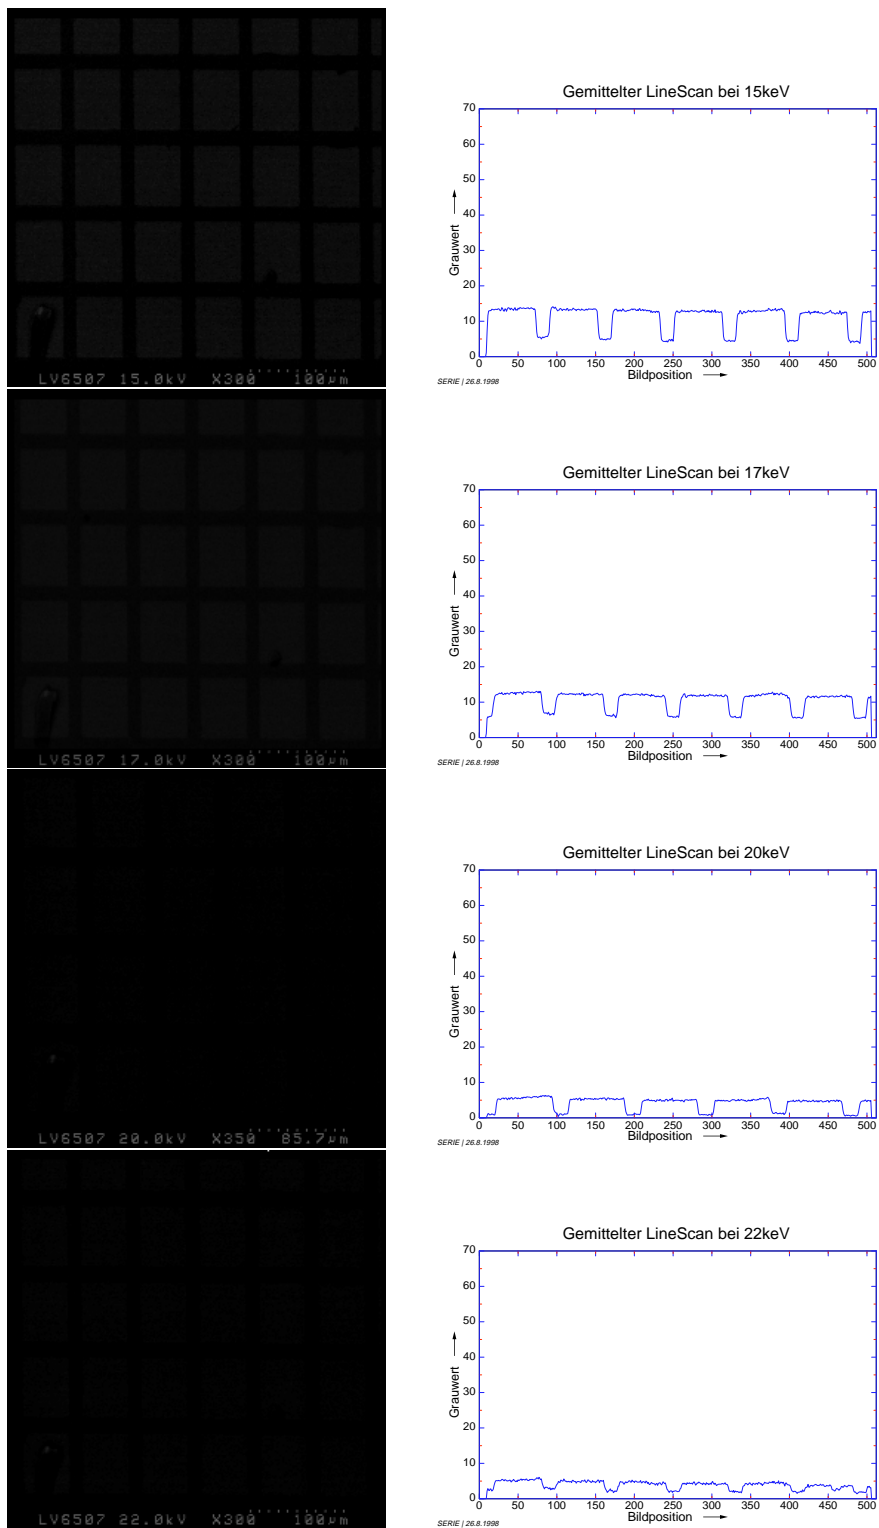 LV6507 15.0kV X300 100µm
Gemittelter LineScan bei 15keV
70
60
50
40
30
20
10
0
Grauwert
0 50 100 150 200 250 300 350 400 450 500
Bildposition
SERIE | 26.8.1998
LV6507 17.0kV X300 100µm
Gemittelter LineScan bei 17keV
70
60
50
40
30
20
10
0
Grauwert
0 50 100 150 200 250 300 350 400 450 500
Bildposition
SERIE | 26.8.1998
LV6507 20.0kV X350 85.7µm
Gemittelter LineScan bei 20keV
70
60
50
40
30
20
10
0
Grauwert
0 50 100 150 200 250 300 350 400 450 500
Bildposition
SERIE | 26.8.1998
LV6507 22.0kV X300 100µm
Gemittelter LineScan bei 22keV
70
60
50
40
30
20
10
0
Grauwert
0 50 100 150 200 250 300 350 400 450 500
Bildposition
SERIE | 26.8.1998